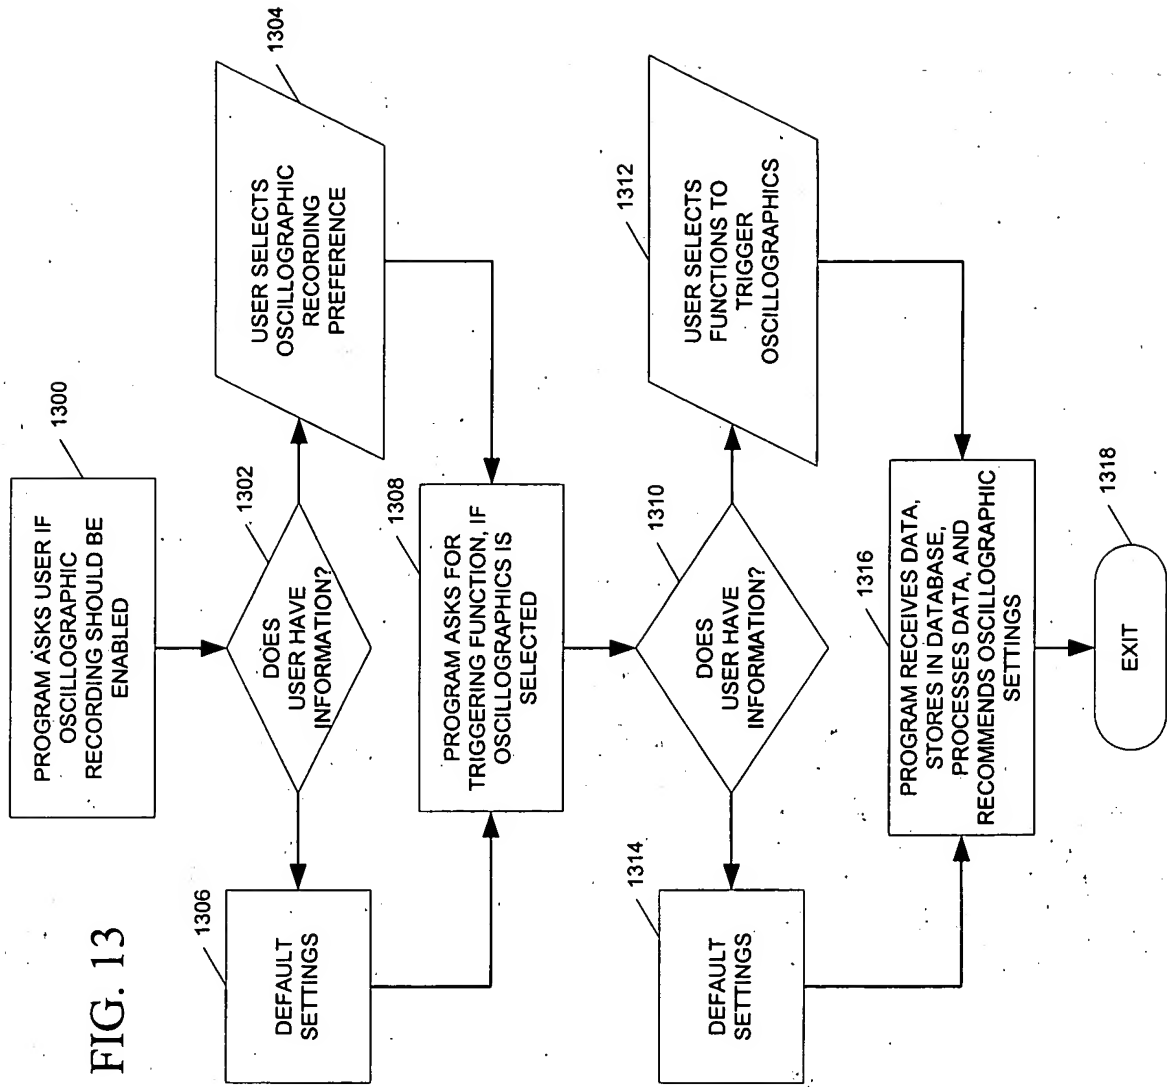 FIG. 13
1300
PROGRAM ASKS USER IF
OSCILLOGRAPHIC
RECORDING SHOULD BE
ENABLED
1302
DOES
USER HAVE
INFORMATION?
1304
USER SELECTS
OSCILLOGRAPHIC
RECORDING
PREFERENCE
1306
DEFAULT
SETTINGS
1308
PROGRAM ASKS FOR
TRIGGERING FUNCTION, IF
OSCILLOGRAPHICS IS
SELECTED
1310
DOES
USER HAVE
INFORMATION?
1312
USER SELECTS
FUNCTIONS TO
TRIGGER
OSCILLOGRAPHICS
1314
DEFAULT
SETTINGS
1316
PROGRAM RECEIVES DATA,
STORES IN DATABASE,
PROCESSES DATA, AND
RECOMMENDS OSCILLOGRAPHIC
SETTINGS
1318
EXIT